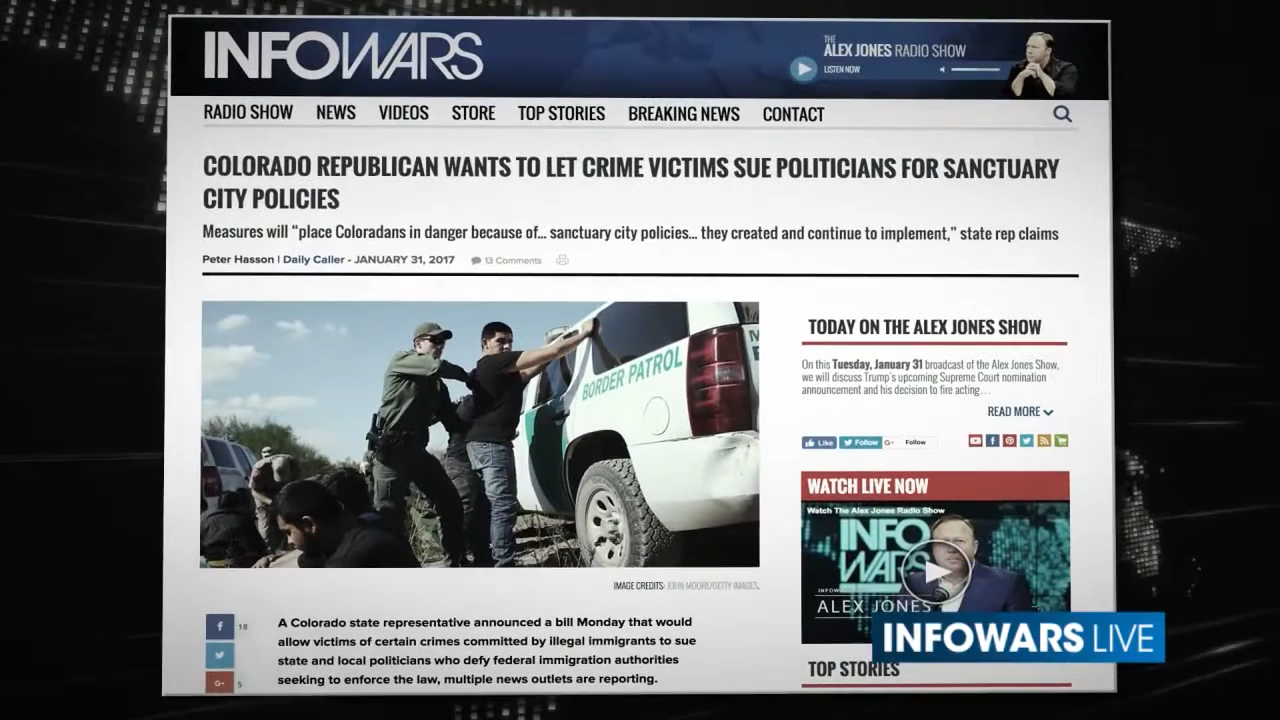 INFOWARS
THE
ALEX JONES RADIO SHOW
LISTEN NOW
RADIO SHOW NEWS VIDEOS STORE TOP STORIES BREAKING NEWS CONTACT
COLORADO REPUBLICAN WANTS TO LET CRIME VICTIMS SUE POLITICIANS FOR SANCTUARY
CITY POLICIES
Measures will “place Coloradans in danger because of... sanctuary city policies... they created and continue to implement,” state rep claims
Peter Hasson | Daily Caller - JANUARY 31, 2017 13 Comments
BORDER PATROL
IMAGE CREDITS: JOHN MOORE/GETTY IMAGES.
18
5
A Colorado state representative announced a bill Monday that would
allow victims of certain crimes committed by illegal immigrants to sue
state and local politicians who defy federal immigration authorities
seeking to enforce the law, multiple news outlets are reporting.
TODAY ON THE ALEX JONES SHOW
On this Tuesday, January 31 broadcast of the Alex Jones Show,
we will discuss Trump's upcoming Supreme Court nomination
announcement and his decision to fire acting...
READ MORE
Like Follow G+ Follow
WATCH LIVE NOW
Watch The Alex Jones Radio Show
INFO
WARS
ALEX JONES
INFOWARS LIVE
TOP STORIES